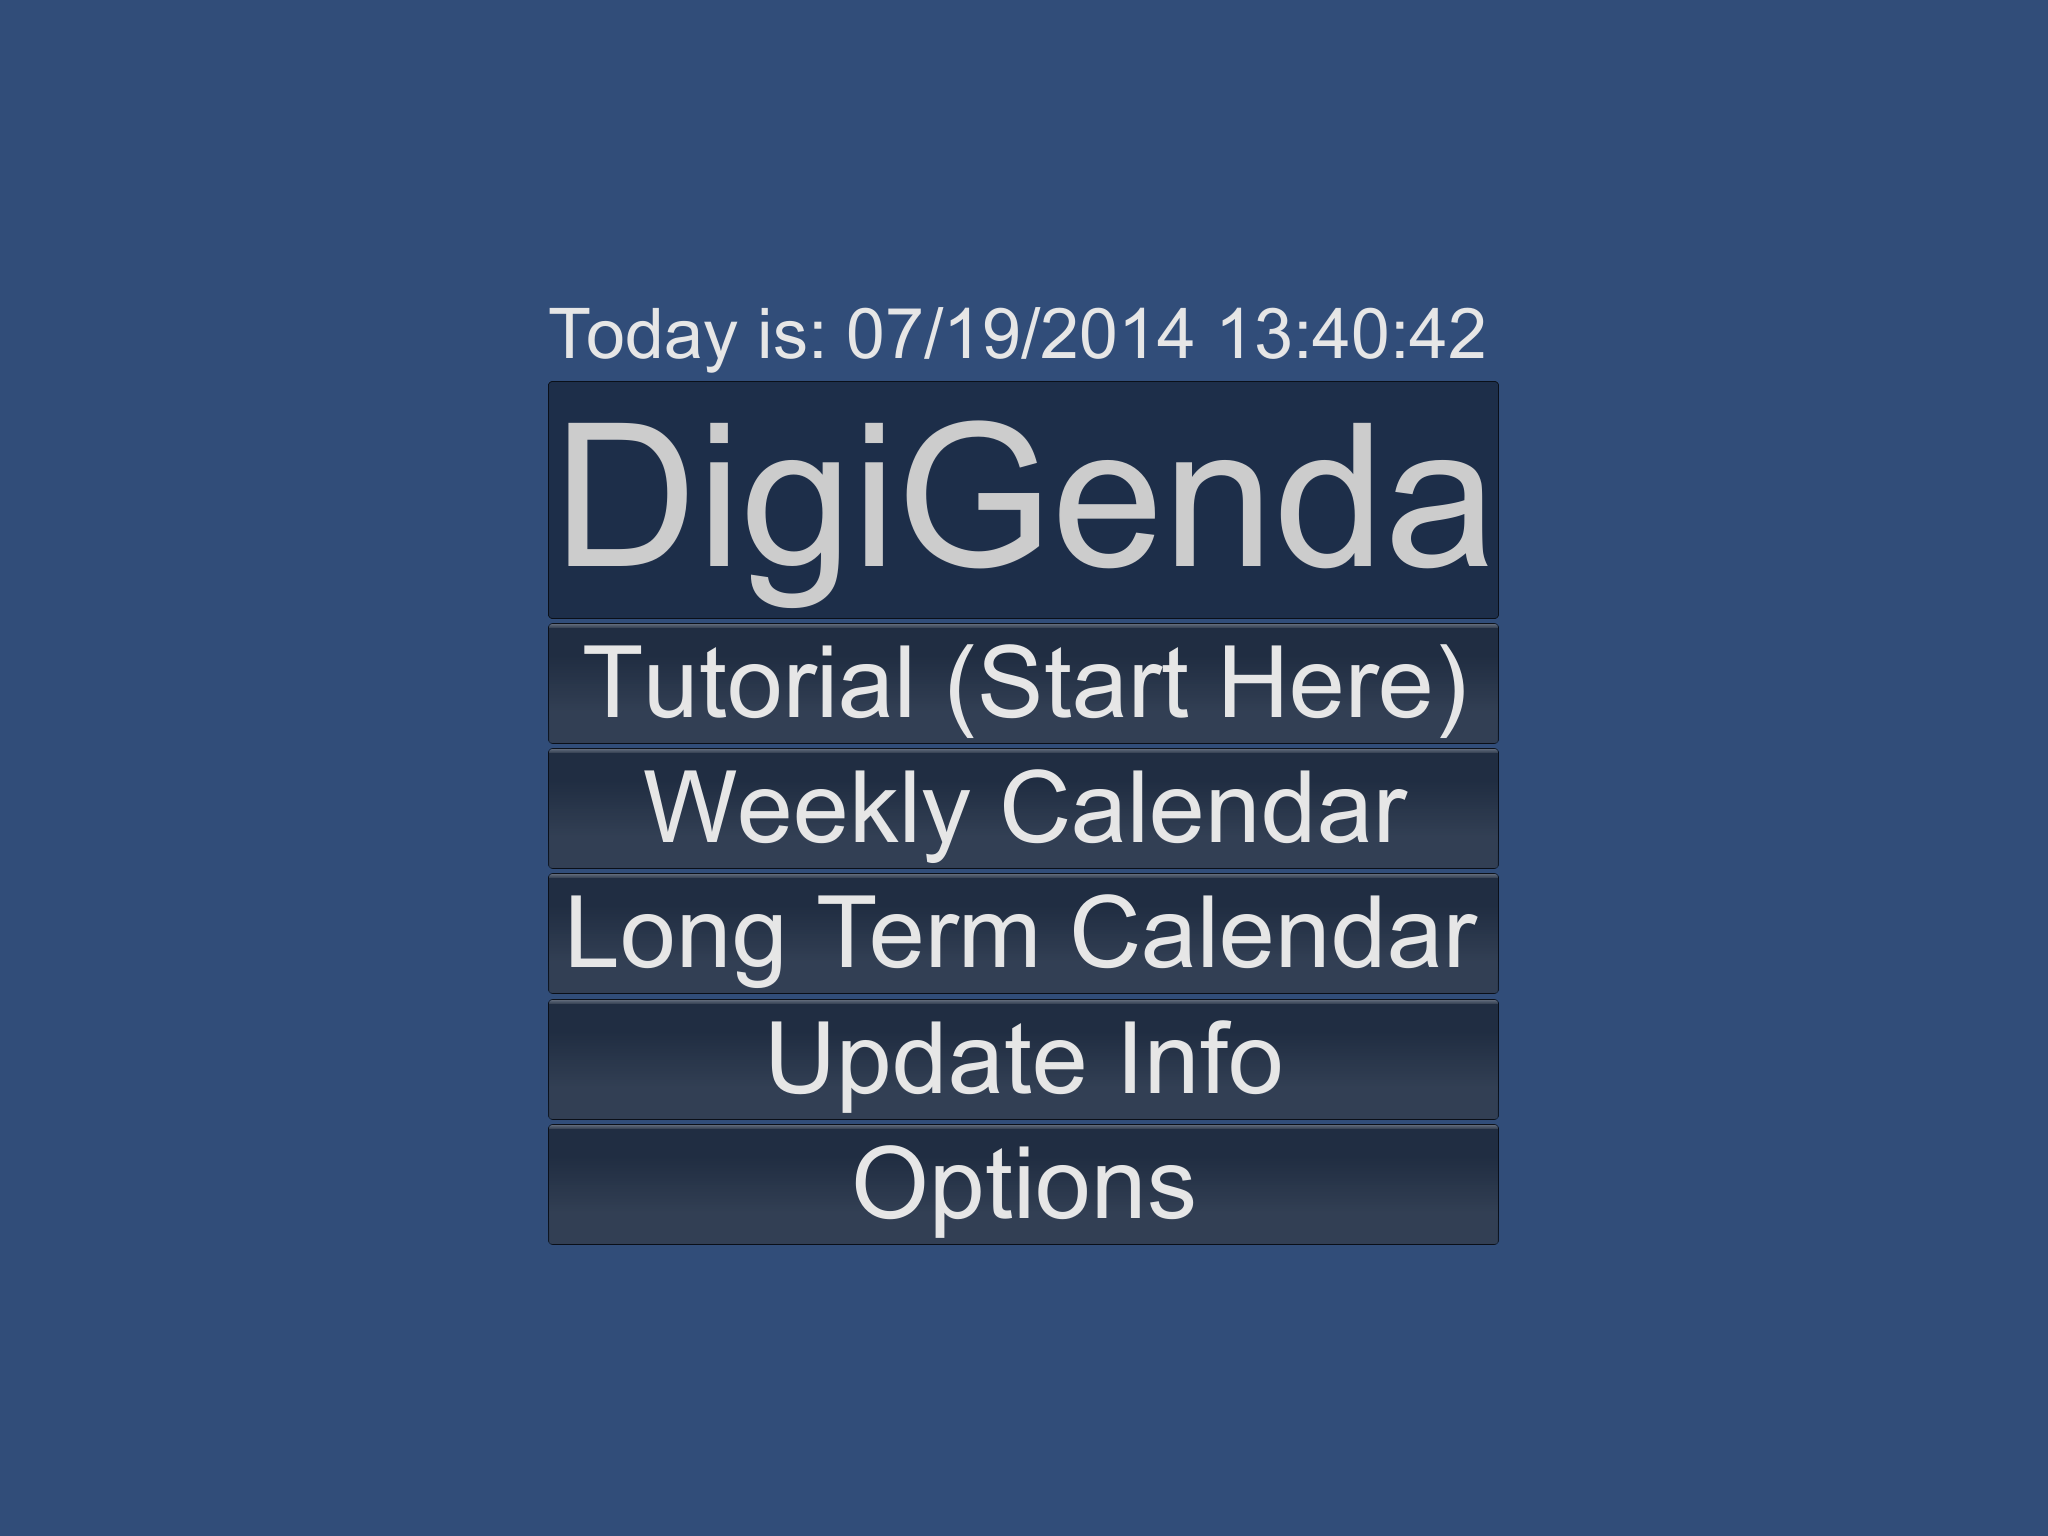 Today is: 07/19/2014 13:40:42
DigiGenda
Tutorial (Start Here)
Weekly Calendar
Long Term Calendar
Update Info
Options